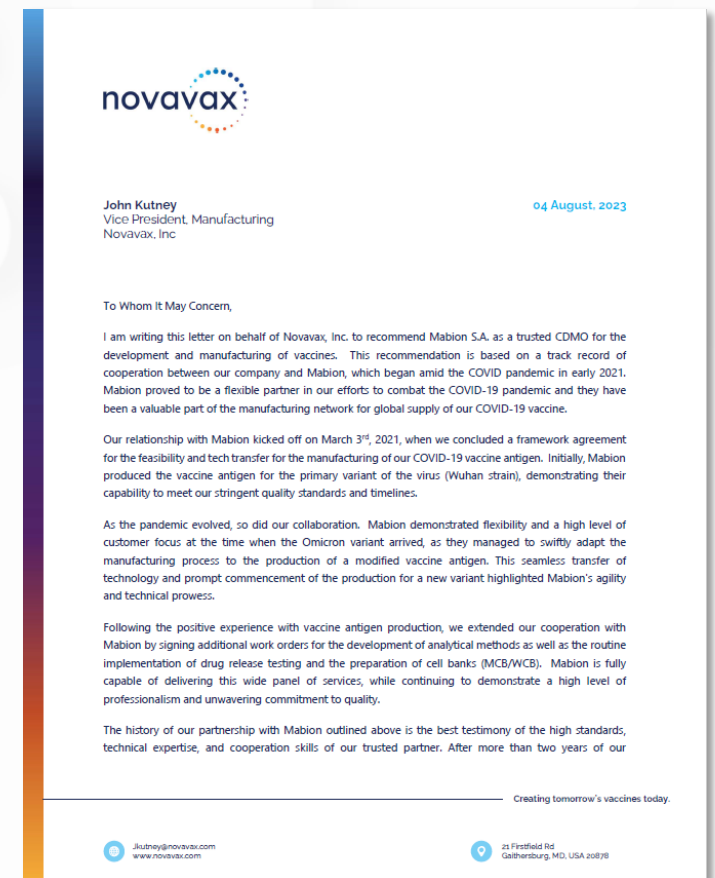 novavax
John Kutney
Vice President, Manufacturing
Novavax, Inc
04 August, 2023
To Whom It May Concern,
I am writing this letter on behalf of Novavax, Inc. to recommend Mabion S.A. as a trusted CDMO for the
development and manufacturing of vaccines. This recommendation is based on a track record of
cooperation between our company and Mabion, which began amid the COVID pandemic in early 2021.
Mabion proved to be a flexible partner in our efforts to combat the COVID-19 pandemic and they have
been a valuable part of the manufacturing network for global supply of our COVID-19 vaccine.
Our relationship with Mabion kicked off on March 3rd, 2021, when we concluded a framework agreement
for the feasibility and tech transfer for the manufacturing of our COVID-19 vaccine antigen. Initially, Mabion
produced the vaccine antigen for the primary variant of the virus (Wuhan strain), demonstrating their
capability to meet our stringent quality standards and timelines.
As the pandemic evolved, so did our collaboration. Mabion demonstrated flexibility and a high level of
customer focus at the time when the Omicron variant arrived, as they managed to swiftly adapt the
manufacturing process to the production of a modified vaccine antigen. This seamless transfer of
technology and prompt commencement of the production for a new variant highlighted Mabion's agility
and technical prowess.
Following the positive experience with vaccine antigen production, we extended our cooperation with
Mabion by signing additional work orders for the development of analytical methods as well as the routine
implementation of drug release testing and the preparation of cell banks (MCB/WCB). Mabion is fully
capable of delivering this wide panel of services, while continuing to demonstrate a high level of
professionalism and unwavering commitment to quality.
The history of our partnership with Mabion outlined above is the best testimony of the high standards,
technical expertise, and cooperation skills of our trusted partner. After more than two years of our
Creating tomorrow's vaccines today.
Jkutney@novavax.com
www.novavax.com
21 Firstfield Rd
Gaithersburg, MD, USA 20878